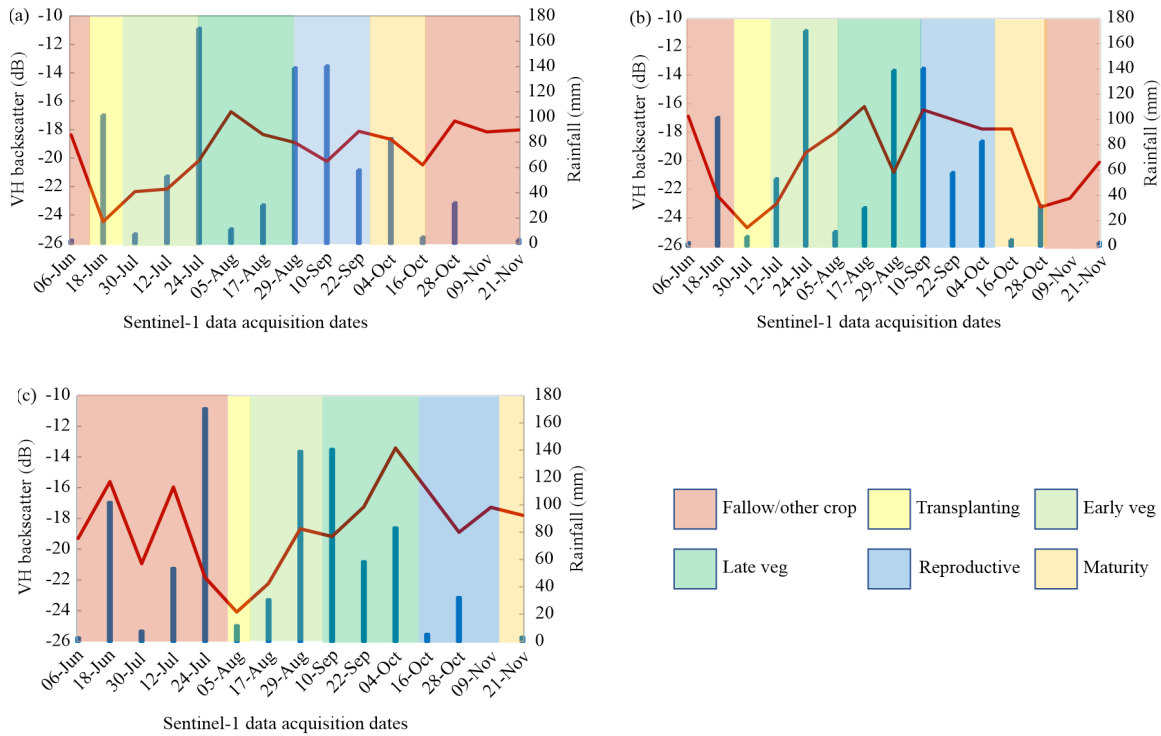 (a)
-10
-12
-14
-16
-18
-20
-22
-24
-26
VH backscatter (dB)
180
160
140
120
100
80
60
40
20
0
Rainfall (mm)
06-Jun
18-Jun
30-Jul
12-Jul
24-Jul
05-Aug
17-Aug
29-Aug
10-Sep
22-Sep
04-Oct
16-Oct
28-Oct
09-Nov
21-Nov
Sentinel-1 data acquisition dates
(b)
-10
-12
-14
-16
-18
-20
-22
-24
-26
VH backscatter (dB)
180
160
140
120
100
80
60
40
20
0
Rainfall (mm)
06-Jun
18-Jun
30-Jul
12-Jul
24-Jul
05-Aug
17-Aug
29-Aug
10-Sep
22-Sep
04-Oct
16-Oct
28-Oct
09-Nov
21-Nov
Sentinel-1 data acquisition dates
(c)
-10
-12
-14
-16
-18
-20
-22
-24
-26
VH backscatter (dB)
180
160
140
120
100
80
60
40
20
0
Rainfall (mm)
06-Jun
18-Jun
30-Jul
12-Jul
24-Jul
05-Aug
17-Aug
29-Aug
10-Sep
22-Sep
04-Oct
16-Oct
28-Oct
09-Nov
21-Nov
Sentinel-1 data acquisition dates
Fallow/other crop
Transplanting
Early veg
Late veg
Reproductive
Maturity